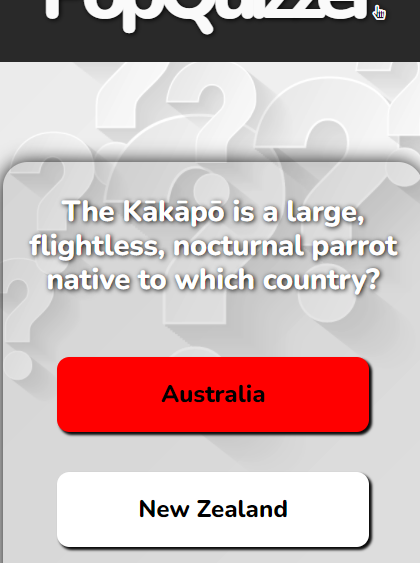 PopQuizzer
The Kākāpō is a large,
flightless, nocturnal parrot
native to which country?
Australia
New Zealand